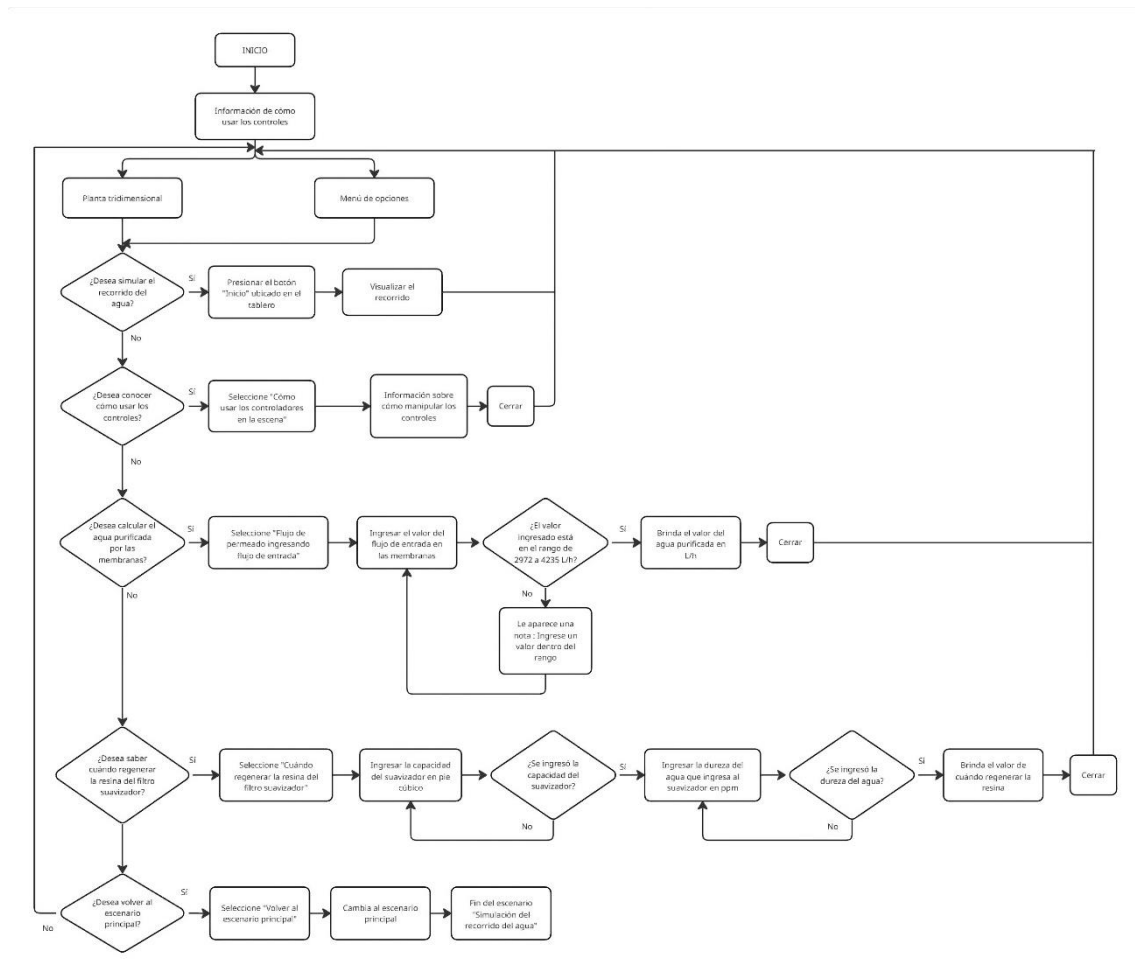 INICIO
Información de cómo
usar los controles
Planta tridimensional
Menú de opciones
¿Desea simular el
recorrido del
agua?
Sí
Presionar el botón
"Inicio" ubicado en el
tablero
Visualizar el
recorrido
No
¿Desea conocer
cómo usar los
controles?
Sí
Seleccione "Cómo
usar los controladores
en la escena"
Información sobre
cómo manipular los
controles
Cerrar
No
¿Desea calcular el
agua purificada
por las
membranas?
Sí
Seleccione "Flujo de
permeado ingresando
flujo de entrada"
Ingresar el valor del
flujo de entrada en
las membranas
¿El valor
ingresado está
en el rango de
2972 a 4235 L/h?
Sí
Brinda el valor del
agua purificada en
L/h
Cerrar
No
No
Le aparece una
nota : Ingrese un
valor dentro del
rango
¿Desea saber
cuándo regenerar
la resina del filtro
suavizador?
Sí
Seleccione "Cuándo
regenerar la resina del
filtro suavizador"
Ingresar la capacidad
del suavizador en pie
cúbico
¿Se ingresó la
capacidad del
suavizador?
Sí
Ingresar la dureza del
agua que ingresa al
suavizador en ppm
¿Se ingresó la
dureza del agua?
Si
Brinda el valor de
cuándo regenerar la
resina
Cerrar
No
No
¿Desea volver al
escenario
principal?
Sí
Seleccione "Volver al
escenario principal"
Cambia al escenario
principal
Fin del escenario
"Simulación del
recorrido del agua"
No